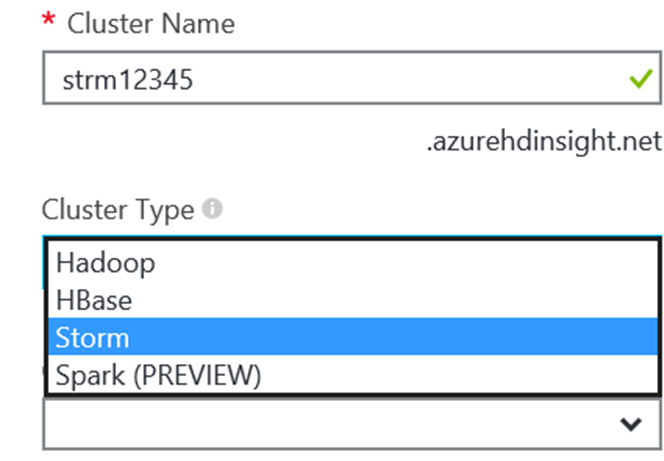 * Cluster Name
strm12345
.azurehdinsight.net
Cluster Type
Hadoop
HBase
Storm
Spark (PREVIEW)